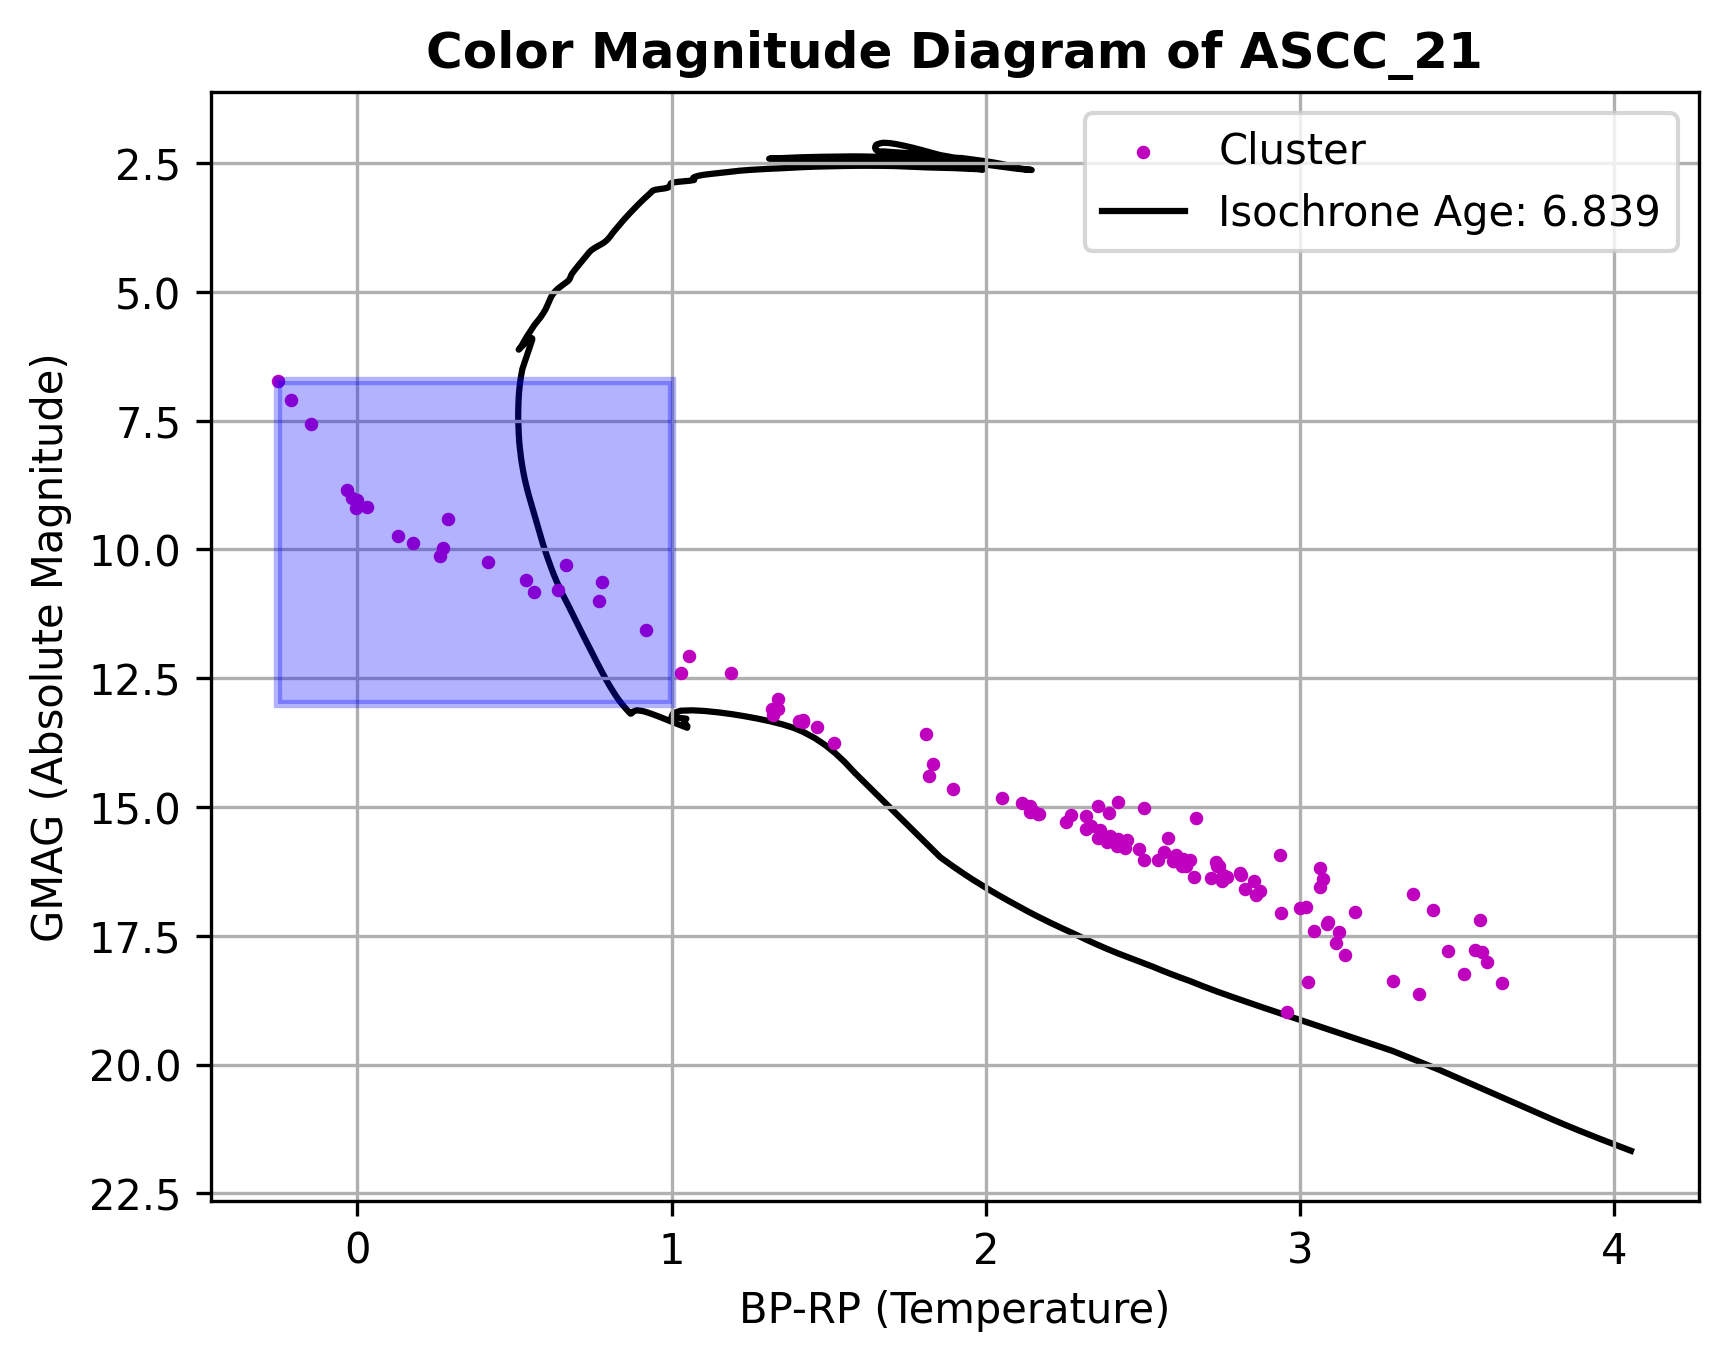 Color Magnitude Diagram of ASCC_21
Cluster
Isochrone Age: 6.839
GMAG (Absolute Magnitude)
2.5
5.0
7.5
10.0
12.5
15.0
17.5
20.0
22.5
0 1 2 3 4
BP-RP (Temperature)